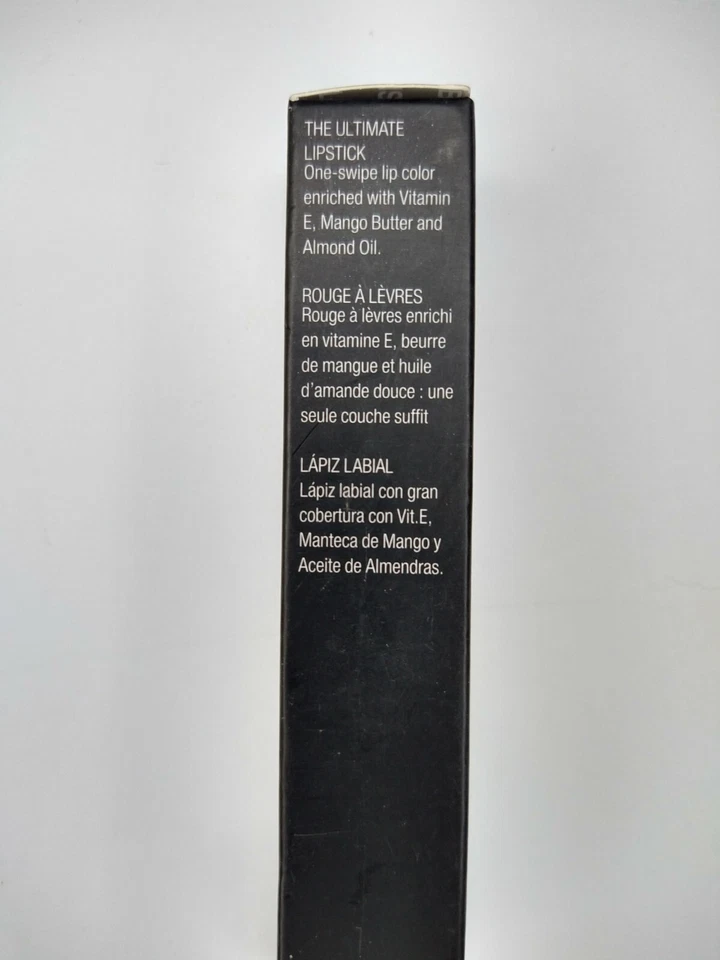 THE ULTIMATE
LIPSTICK
One-swipe lip color
enriched with Vitamin
E, Mango Butter and
Almond Oil.
ROUGE À LÈVRES
Rouge à lèvres enrichi
en vitamine E, beurre
de mangue et huile
d'amande douce : une
seule couche suffit
LÁPIZ LABIAL
Lápiz labial con gran
cobertura con Vit.E,
Manteca de Mango y
Aceite de Almendras.